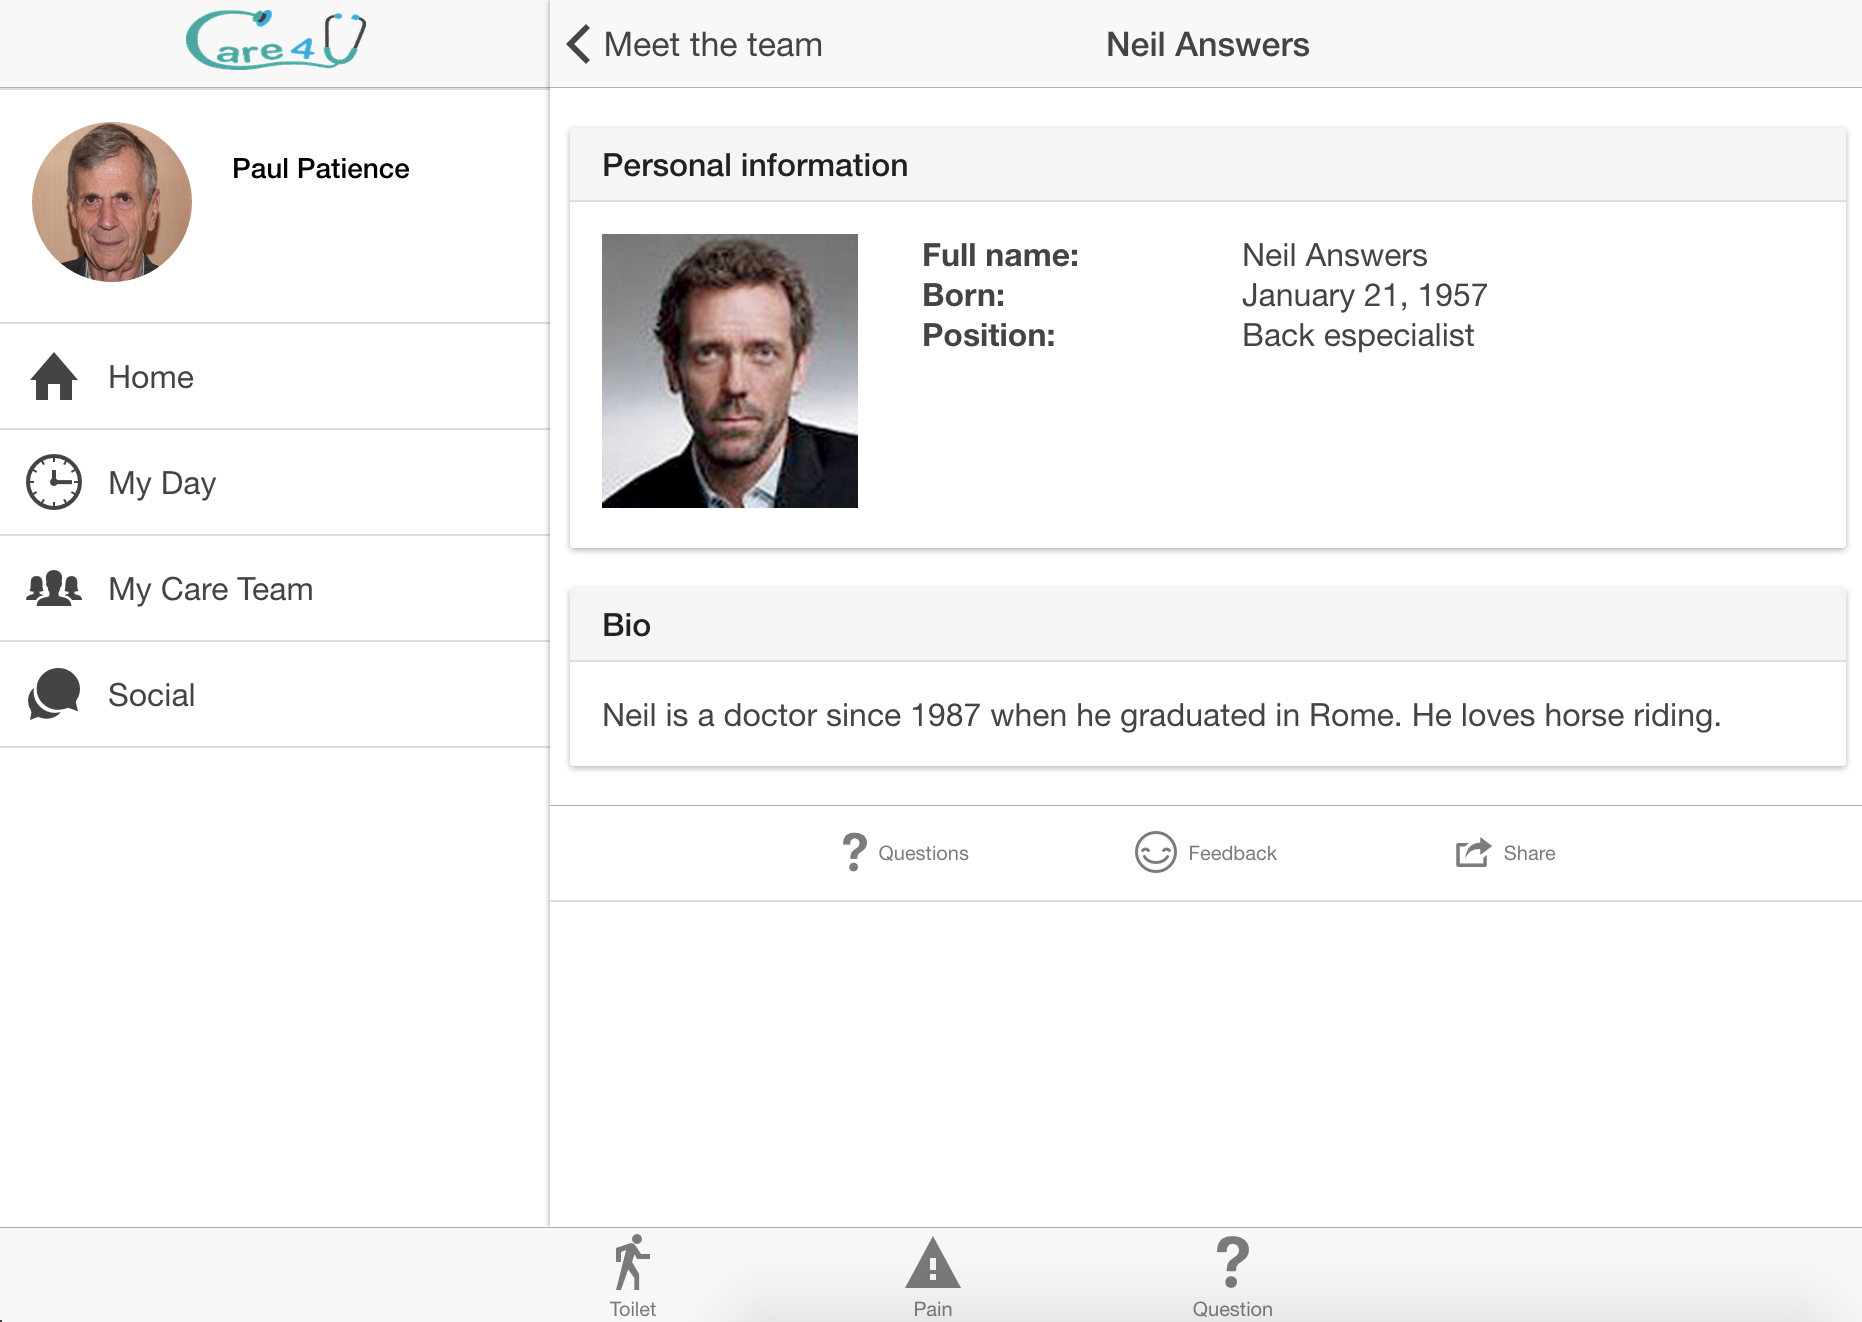 Care 4 U
Meet the team
Neil Answers
Paul Patience
Home
My Day
My Care Team
Social
Personal information
Full name: Neil Answers
Born: January 21, 1957
Position: Back especialist
Bio
Neil is a doctor since 1987 when he graduated in Rome. He loves horse riding.
? Questions
Feedback
Share
Toilet
Pain
Question